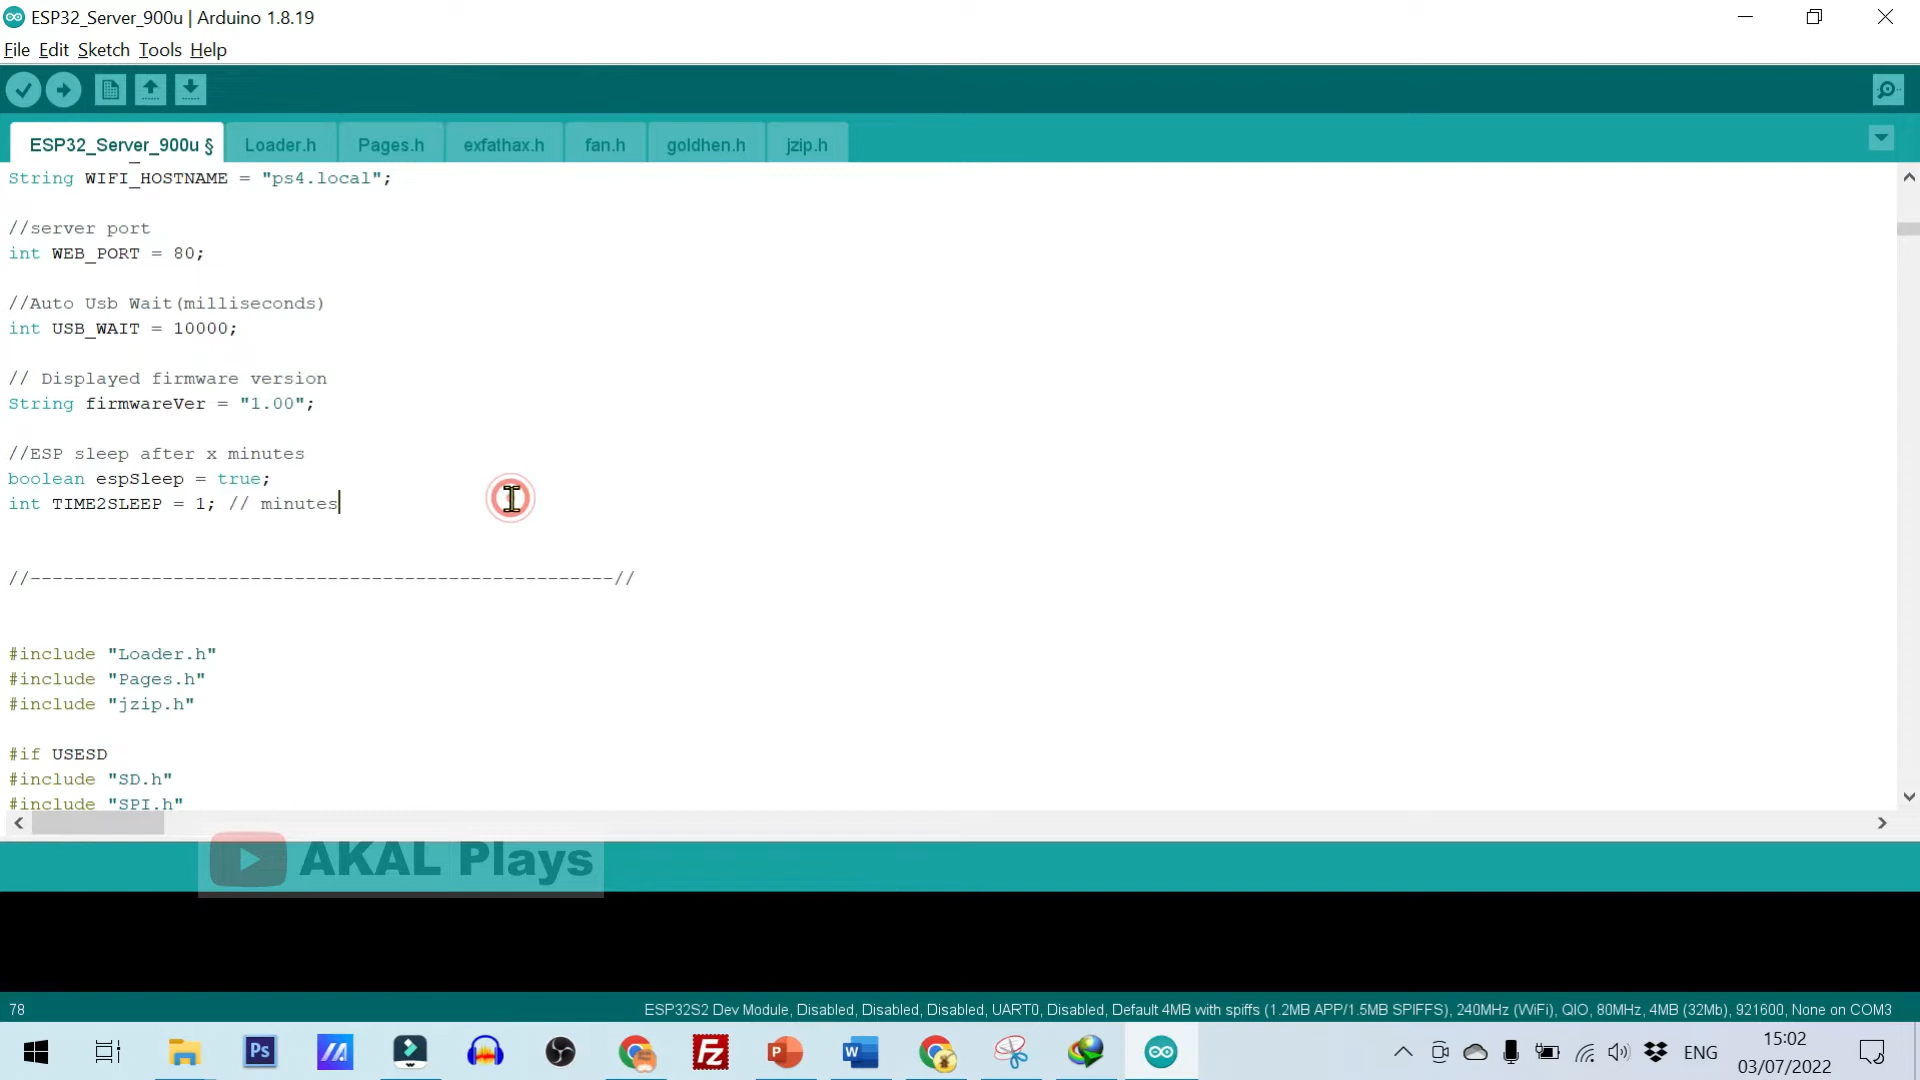 ESP32_Server_900u | Arduino 1.8.19
File Edit Sketch Tools Help
ESP32_Server_900u § Loader.h Pages.h exfathax.h fan.h goldhen.h jzip.h
String WIFI_HOSTNAME = "ps4.local";
//server port
int WEB_PORT = 80;
//Auto Usb Wait(milliseconds)
int USB_WAIT = 10000;
// Displayed firmware version
String firmwareVer = "1.00";
//ESP sleep after x minutes
boolean espSleep = true;
int TIME2SLEEP = 1; // minutes
//-----------------------------------------------------//
#include "Loader.h"
#include "Pages.h"
#include "jzip.h"
#if USESD
#include "SD.h"
#include "SPI.h"
AKAL Plays
78 ESP32S2 Dev Module, Disabled, Disabled, Disabled, UART0, Disabled, Default 4MB with spiffs (1.2MB APP/1.5MB SPIFFS), 240MHz (WiFi), QIO, 80MHz, 4MB (32Mb), 921600, None on COM3
Ps Fz P W ENG 15:02
03/07/2022